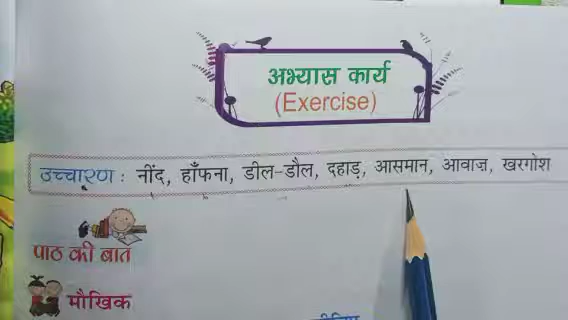 अभ्यास कार्य
(Exercise)
उच्चारण : नींद, हाँफना, डील-डौल, दहाड़, आसमान, आवाज़, खरगोश
पाठ की बात
मौखिक